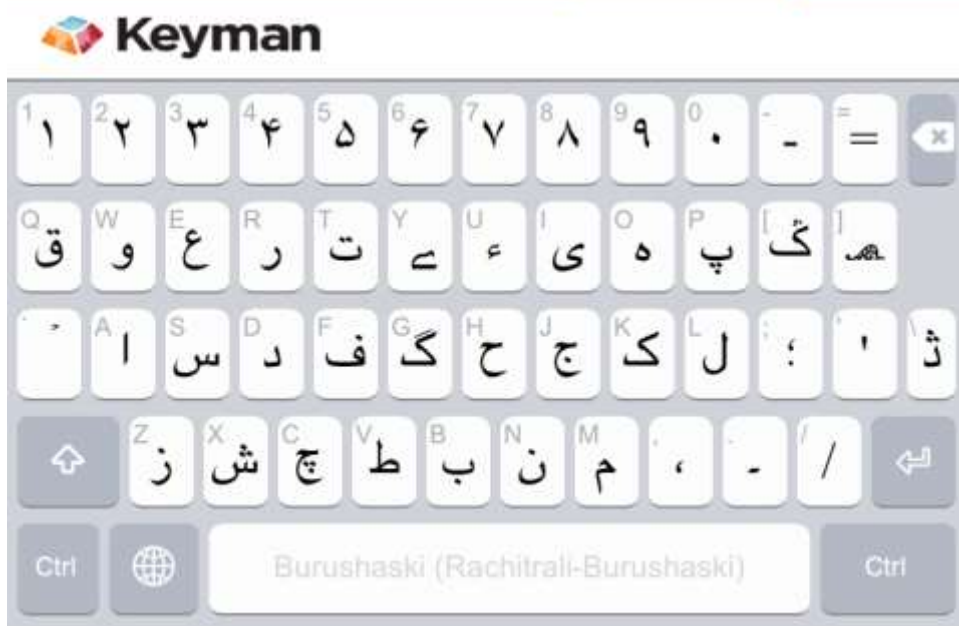 Keyman
1 ۱ 2 ۲ 3 ۳ 4 ۴ 5 ۵ 6 ۶ 7 ۷ 8 ۸ 9 ۹ 0 ۰ - - = =
Q ق W و E ع R ر T ت Y ے U ء I ی O ہ P پ [ ]
A ا S س D د F ف G گ H ح J ج K ک L ل ; ؛ ' ' \
Z ز X ش C چ V ط B ب N ن M م , ، . ۔ / /
Ctrl Burushaski (Rachitrali-Burushaski) Ctrl